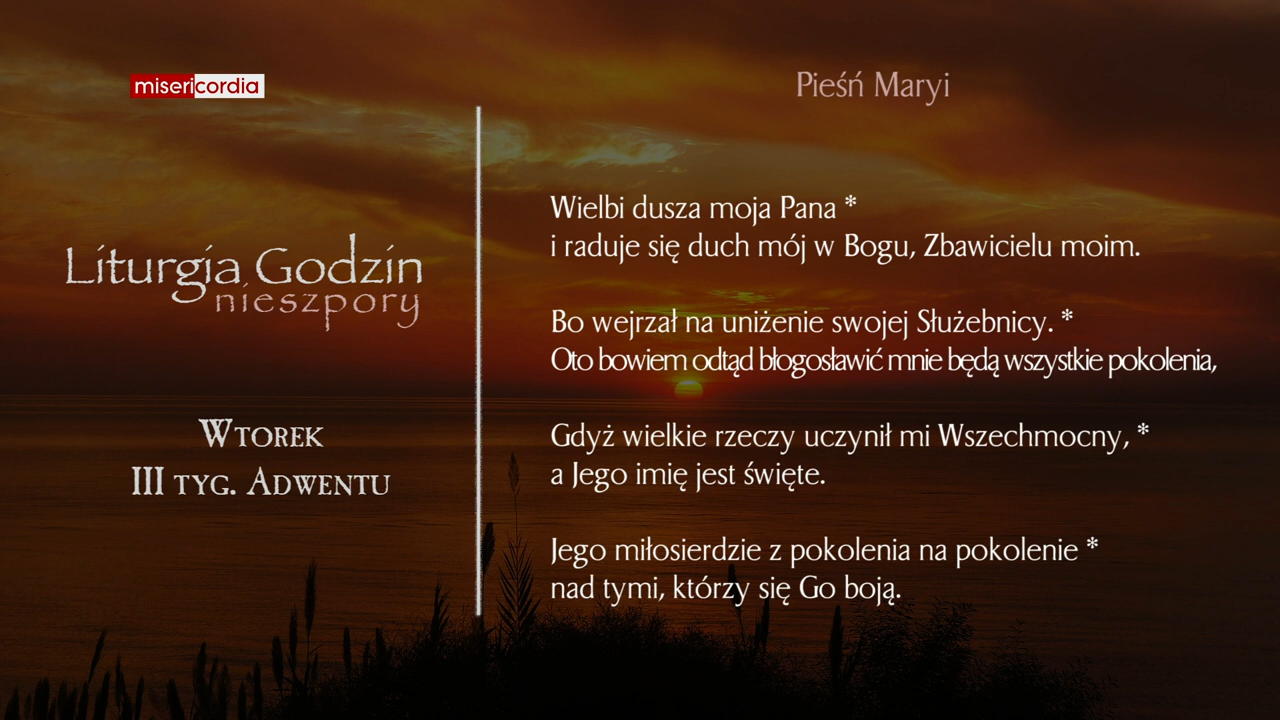 misericordia
Liturgia Godzin
nieszpory
Wtorek
III tyg. Adwentu
Pieśń Maryi
Wielbi dusza moja Pana *
i raduje się duch mój w Bogu, Zbawicielu moim.
Bo wejrzał na uniżenie swojej Służebnicy. *
Oto bowiem odtąd błogosławić mnie będą wszystkie pokolenia,
Gdyż wielkie rzeczy uczynił mi Wszechmocny, *
a Jego imię jest święte.
Jego miłosierdzie z pokolenia na pokolenie *
nad tymi, którzy się Go boją.